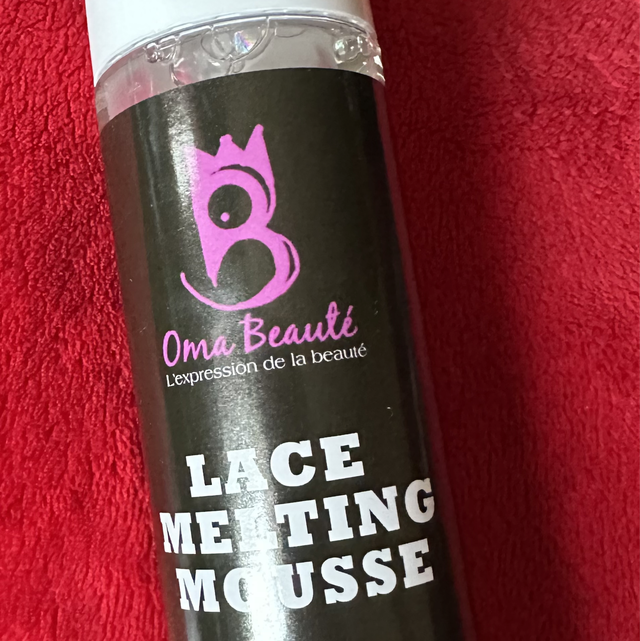 Oma Beauté
L'expression de la beauté
LACE
MELTING
MOUSSE